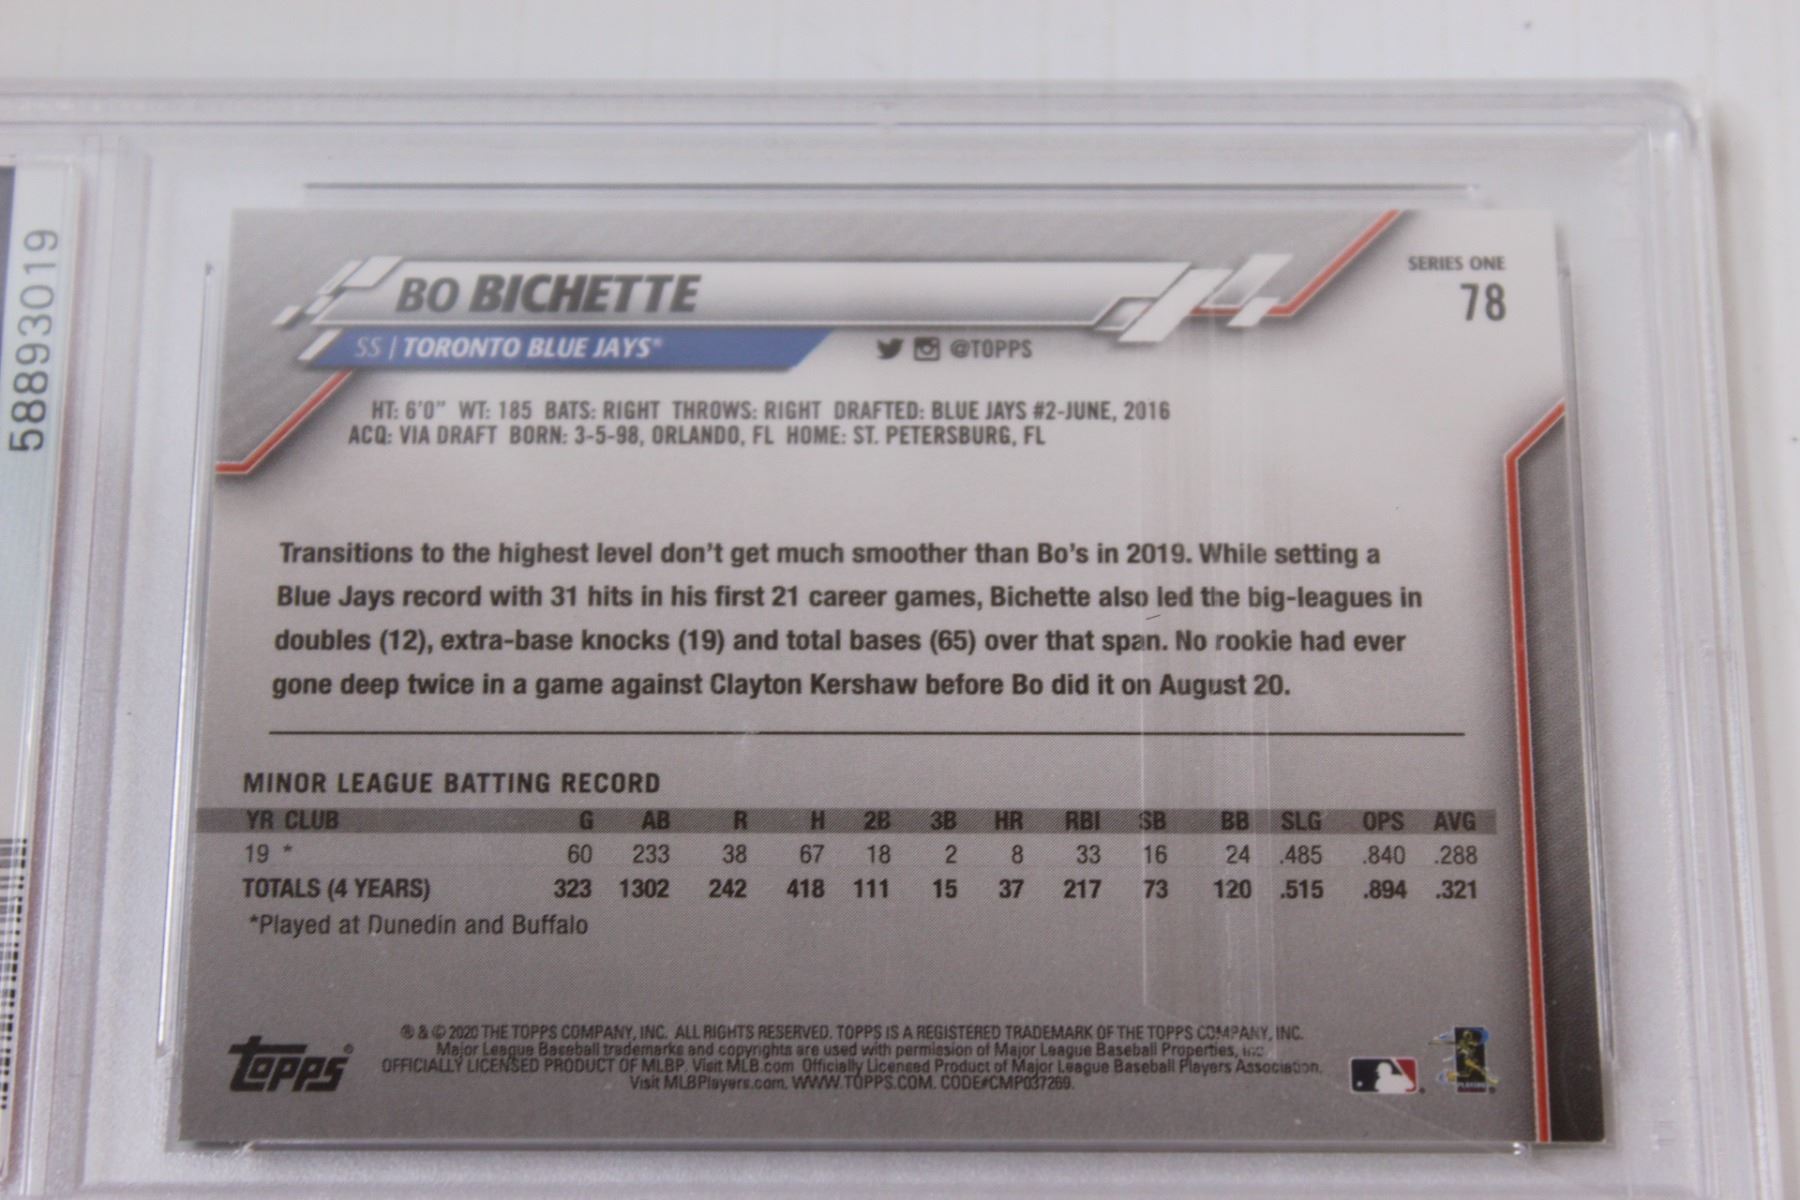 58893019
SERIES ONE
78
BO BICHETTE
SS | TORONTO BLUE JAYS®
@TOPPS
HT: 6'0" WT: 185 BATS: RIGHT THROWS: RIGHT DRAFTED: BLUE JAYS #2-JUNE, 2016
ACQ: VIA DRAFT BORN: 3-5-98, ORLANDO, FL HOME: ST. PETERSBURG, FL
Transitions to the highest level don't get much smoother than Bo's in 2019. While setting a
Blue Jays record with 31 hits in his first 21 career games, Bichette also led the big-leagues in
doubles (12), extra-base knocks (19) and total bases (65) over that span. No rookie had ever
gone deep twice in a game against Clayton Kershaw before Bo did it on August 20.
MINOR LEAGUE BATTING RECORD
YR CLUB G AB R H 2B 3B HR RBI SB BB SLG OPS AVG
19 * 60 233 38 67 18 2 8 33 16 24 .485 .840 .288
TOTALS (4 YEARS) 323 1302 242 418 111 15 37 217 73 120 .515 .894 .321
*Played at Dunedin and Buffalo
topps®
® & © 2020 THE TOPPS COMPANY, INC. ALL RIGHTS RESERVED. TOPPS IS A REGISTERED TRADEMARK OF THE TOPPS COMPANY, INC.
Major League Baseball trademarks and copyrights are used with permission of Major League Baseball Properties, Inc.
OFFICIALLY LICENSED PRODUCT OF MLBP. Visit MLB.com Officially Licensed Product of Major League Baseball Players Association.
Visit MLBPlayers.com. WWW.TOPPS.COM. CODE#CMP037269.
PLAYERS